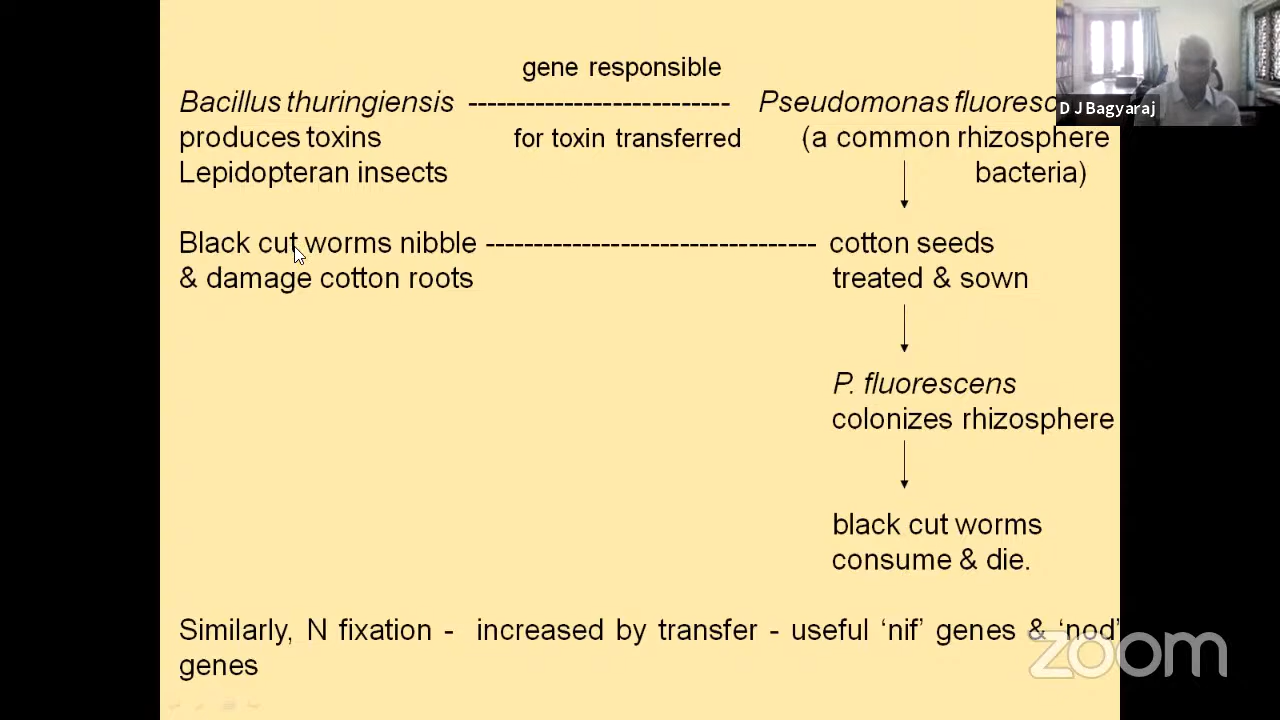 gene responsible
Bacillus thuringiensis --------------------------- Pseudomonas fluoresc
D J Bagyaraj
produces toxins for toxin transferred (a common rhizosphere
Lepidopteran insects bacteria)
Black cut worms nibble ---------------------------------- cotton seeds
& damage cotton roots treated & sown
P. fluorescens
colonizes rhizosphere
black cut worms
consume & die.
Similarly, N fixation - increased by transfer - useful ‘nif’ genes & ‘nod’
genes
zoom